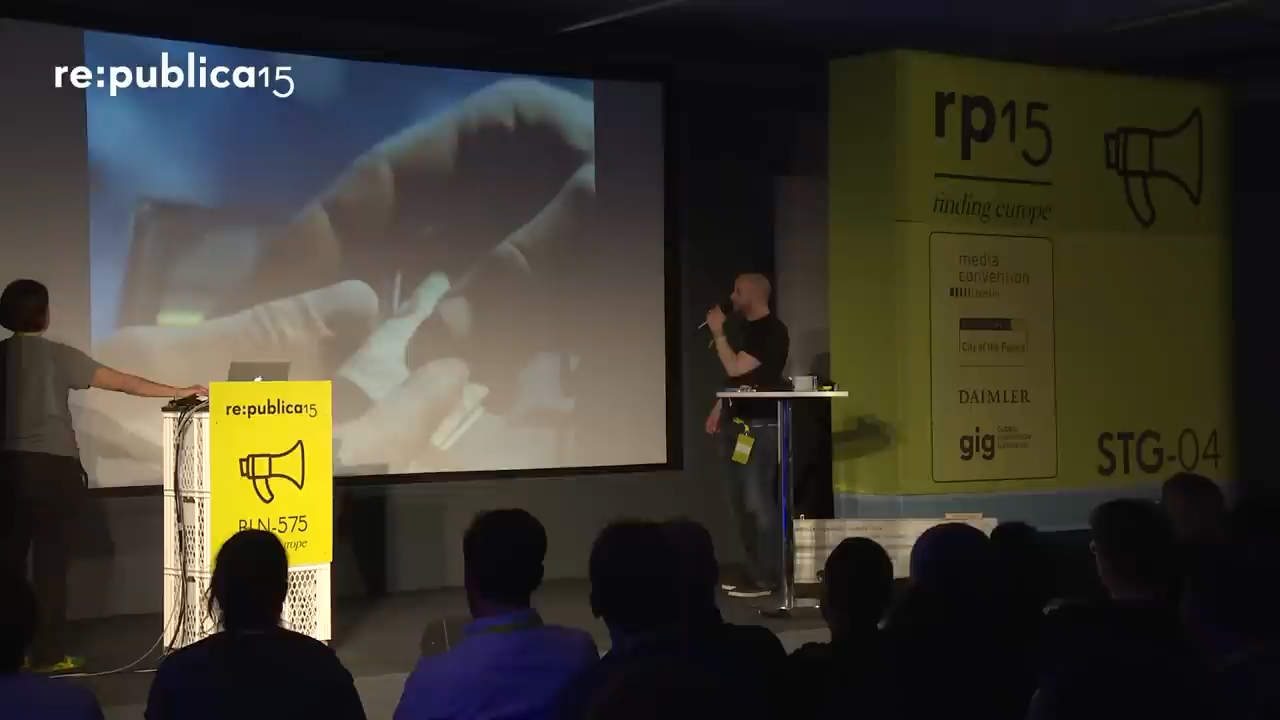 re:publica15
rp15
finding europe
media
convention
City of the Future
DAIMLER
gig
GLOBAL
STG-04
re:publica15
BLN-575
europe